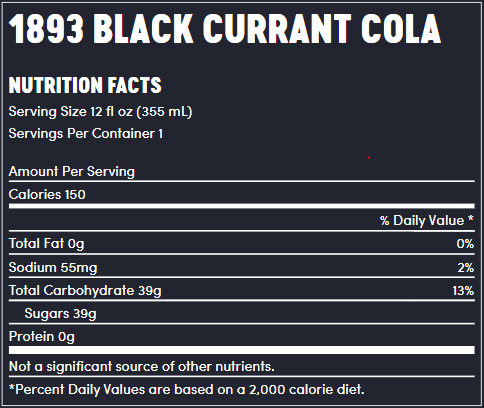 1893 BLACK CURRANT COLA
NUTRITION FACTS
Serving Size 12 fl oz (355 mL)
Servings Per Container 1
Amount Per Serving
Calories 150
% Daily Value *
Total Fat 0g 0%
Sodium 55mg 2%
Total Carbohydrate 39g 13%
Sugars 39g
Protein 0g
Not a significant source of other nutrients.
*Percent Daily Values are based on a 2,000 calorie diet.